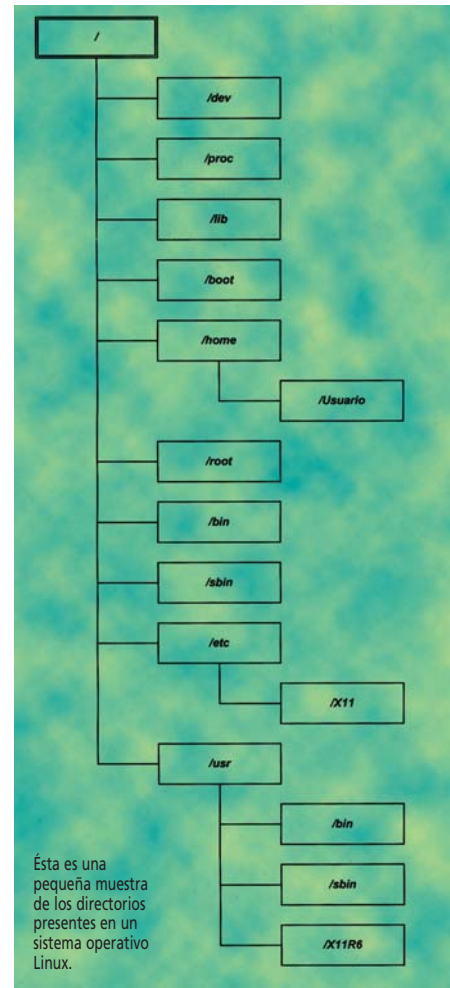 /
/dev
/proc
/lib
/boot
/home
/Usuario
/root
/bin
/sbin
/etc
/X11
/usr
/bin
/sbin
/X11R6
Ésta es una
pequeña muestra
de los directorios
presentes en un
sistema operativo
Linux.